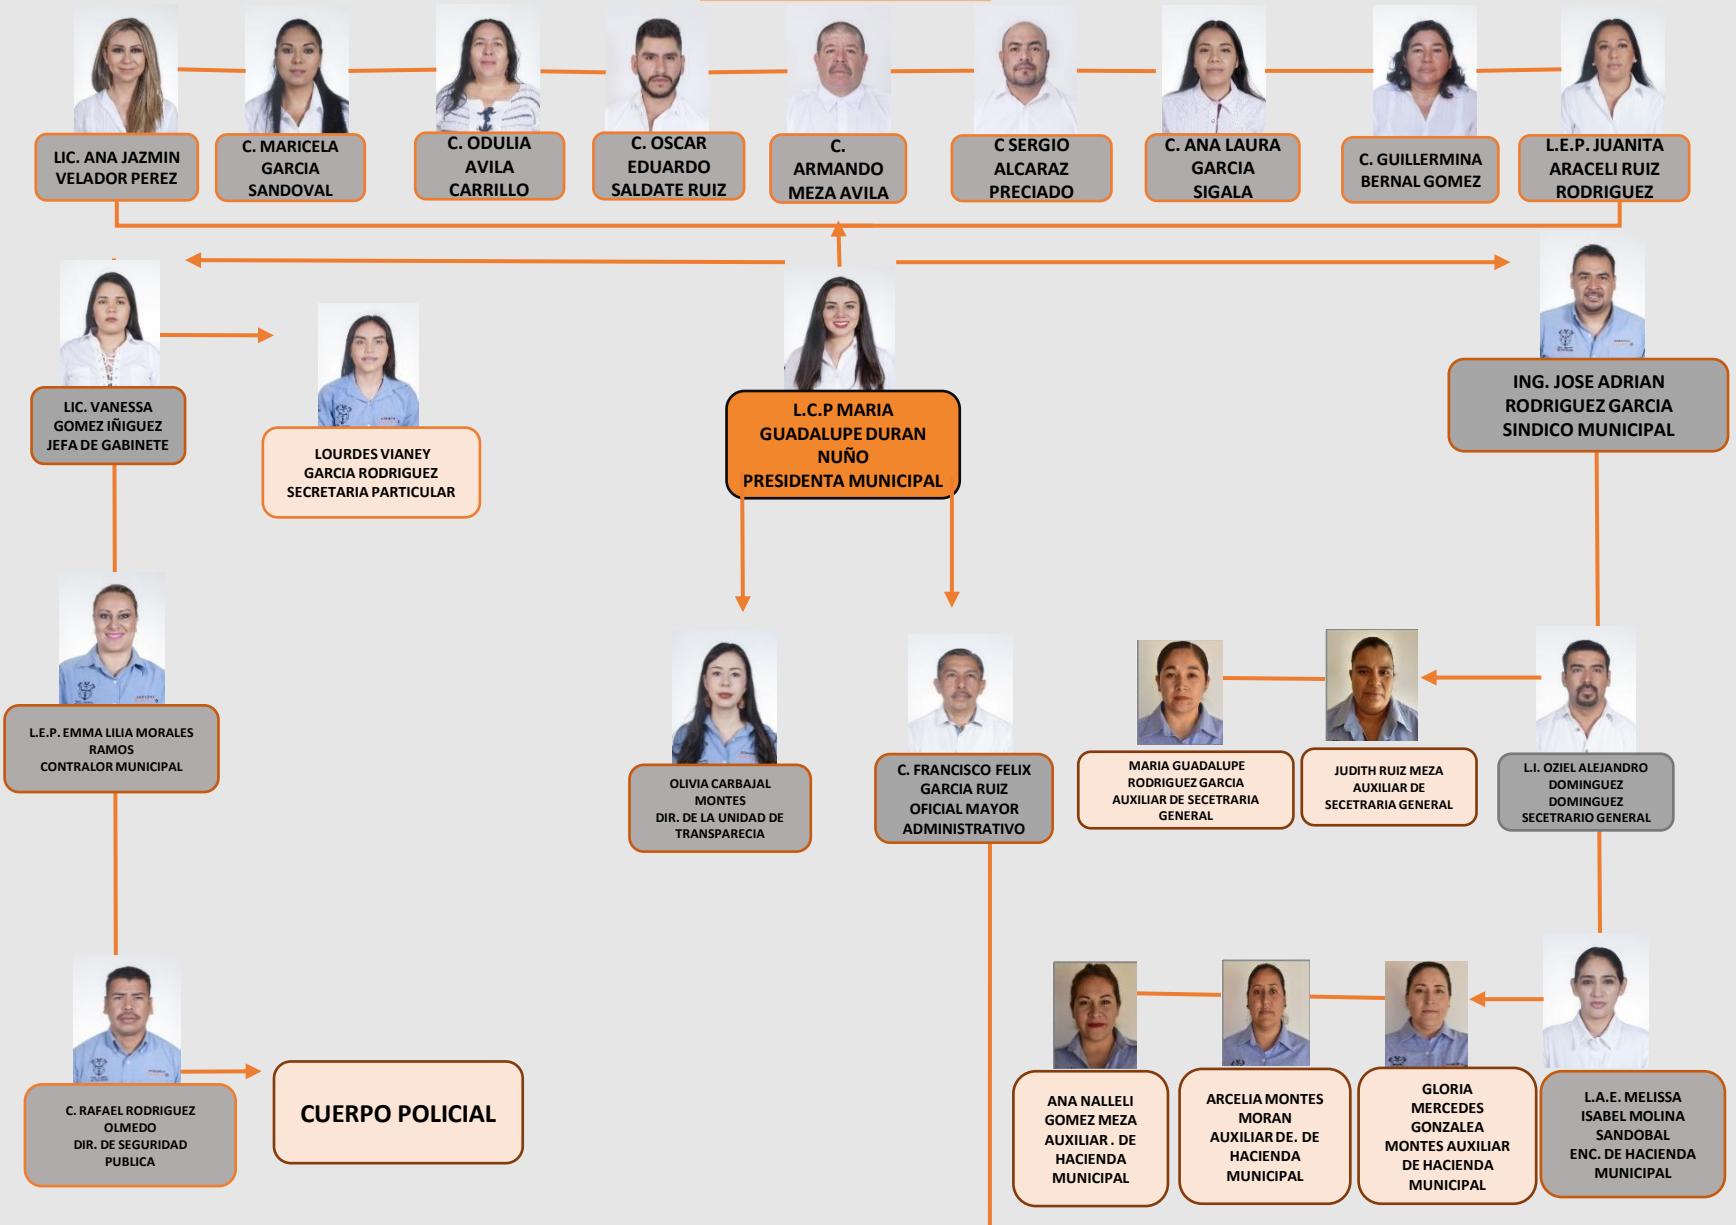 LIC. ANA JAZMIN
VELADOR PEREZ
C. MARICELA
GARCIA
SANDOVAL
C. ODULIA
AVILA
CARRILLO
C. OSCAR
EDUARDO
SALDATE RUIZ
C.
ARMANDO
MEZA AVILA
C SERGIO
ALCARAZ
PRECIADO
C. ANA LAURA
GARCIA
SIGALA
C. GUILLERMINA
BERNAL GOMEZ
L.E.P. JUANITA
ARACELI RUIZ
RODRIGUEZ
LIC. VANESSA
GOMEZ IÑIGUEZ
JEFA DE GABINETE
LOURDES VIANEY
GARCIA RODRIGUEZ
SECRETARIA PARTICULAR
L.C.P MARIA
GUADALUPE DURAN
NUÑO
PRESIDENTA MUNICIPAL
ING. JOSE ADRIAN
RODRIGUEZ GARCIA
SINDICO MUNICIPAL
L.E.P. EMMA LILIA MORALES
RAMOS
CONTRALOR MUNICIPAL
OLIVIA CARBAJAL
MONTES
DIR. DE LA UNIDAD DE
TRANSPARECIA
C. FRANCISCO FELIX
GARCIA RUIZ
OFICIAL MAYOR
ADMINISTRATIVO
MARIA GUADALUPE
RODRIGUEZ GARCIA
AUXILIAR DE SECETRARIA
GENERAL
JUDITH RUIZ MEZA
AUXILIAR DE
SECETRARIA GENERAL
L.I. OZIEL ALEJANDRO
DOMINGUEZ
DOMINGUEZ
SECETRARIO GENERAL
C. RAFAEL RODRIGUEZ
OLMEDO
DIR. DE SEGURIDAD
PUBLICA
CUERPO POLICIAL
ANA NALLELI
GOMEZ MEZA
AUXILIAR . DE
HACIENDA
MUNICIPAL
ARCELIA MONTES
MORAN
AUXILIAR DE. DE
HACIENDA
MUNICIPAL
GLORIA
MERCEDES
GONZALEA
MONTES AUXILIAR
DE HACIENDA
MUNICIPAL
L.A.E. MELISSA
ISABEL MOLINA
SANDOBAL
ENC. DE HACIENDA
MUNICIPAL